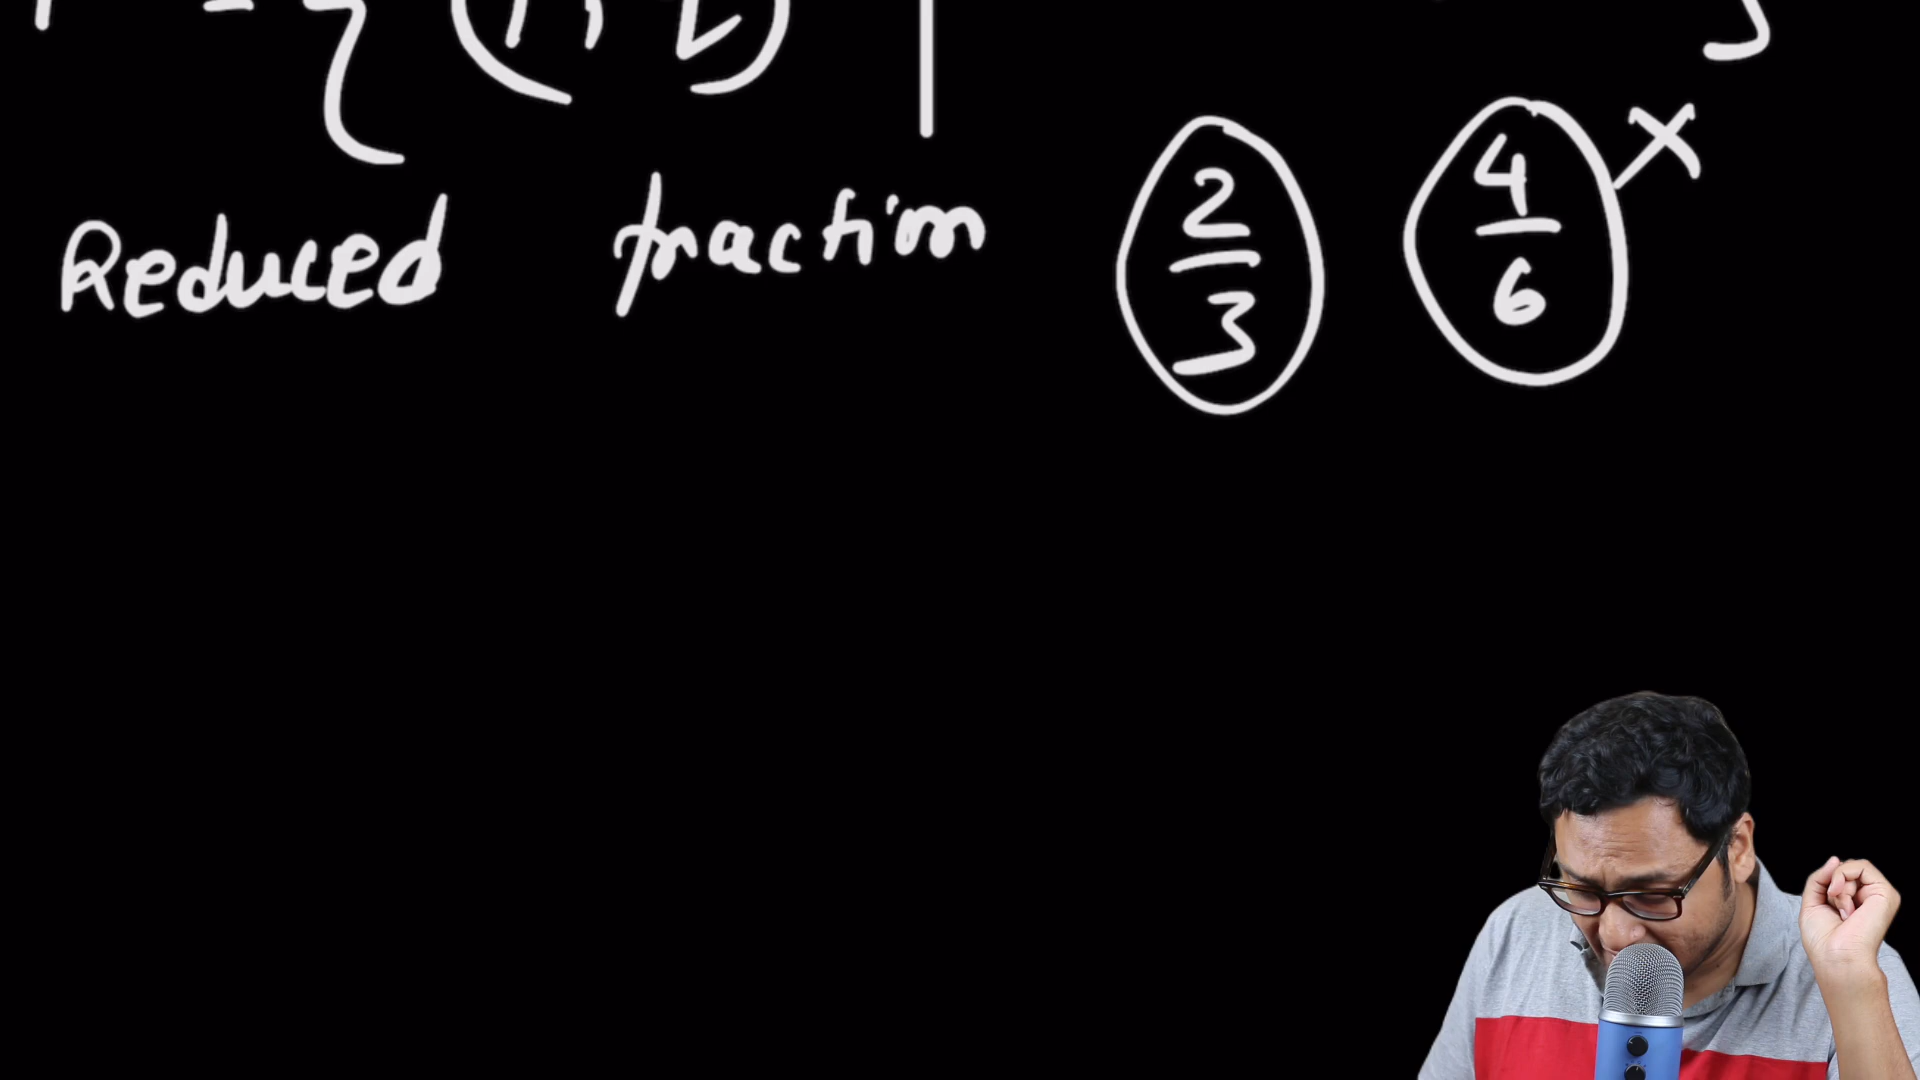 Reduced fraction 2/3 4/6 ×